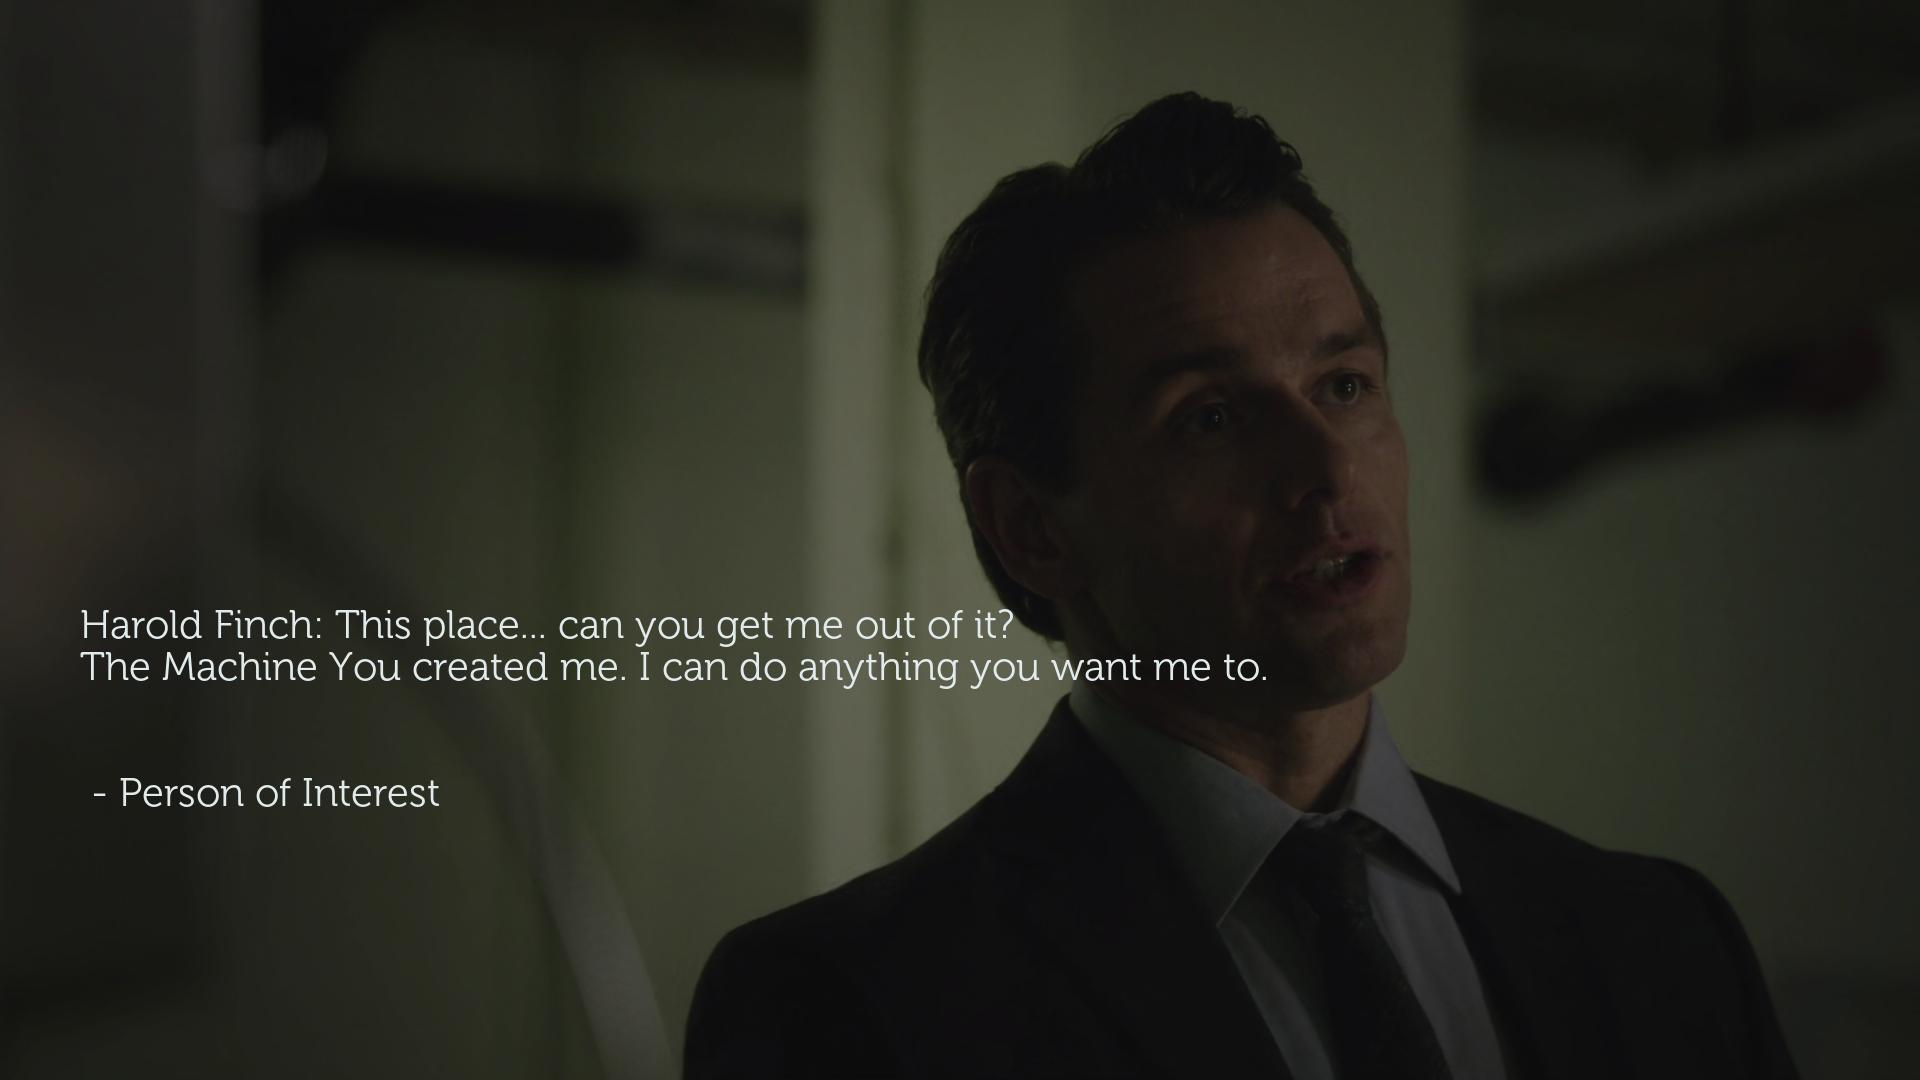 Harold Finch: This place... can you get me out of it?
The Machine You created me. I can do anything you want me to.
- Person of Interest